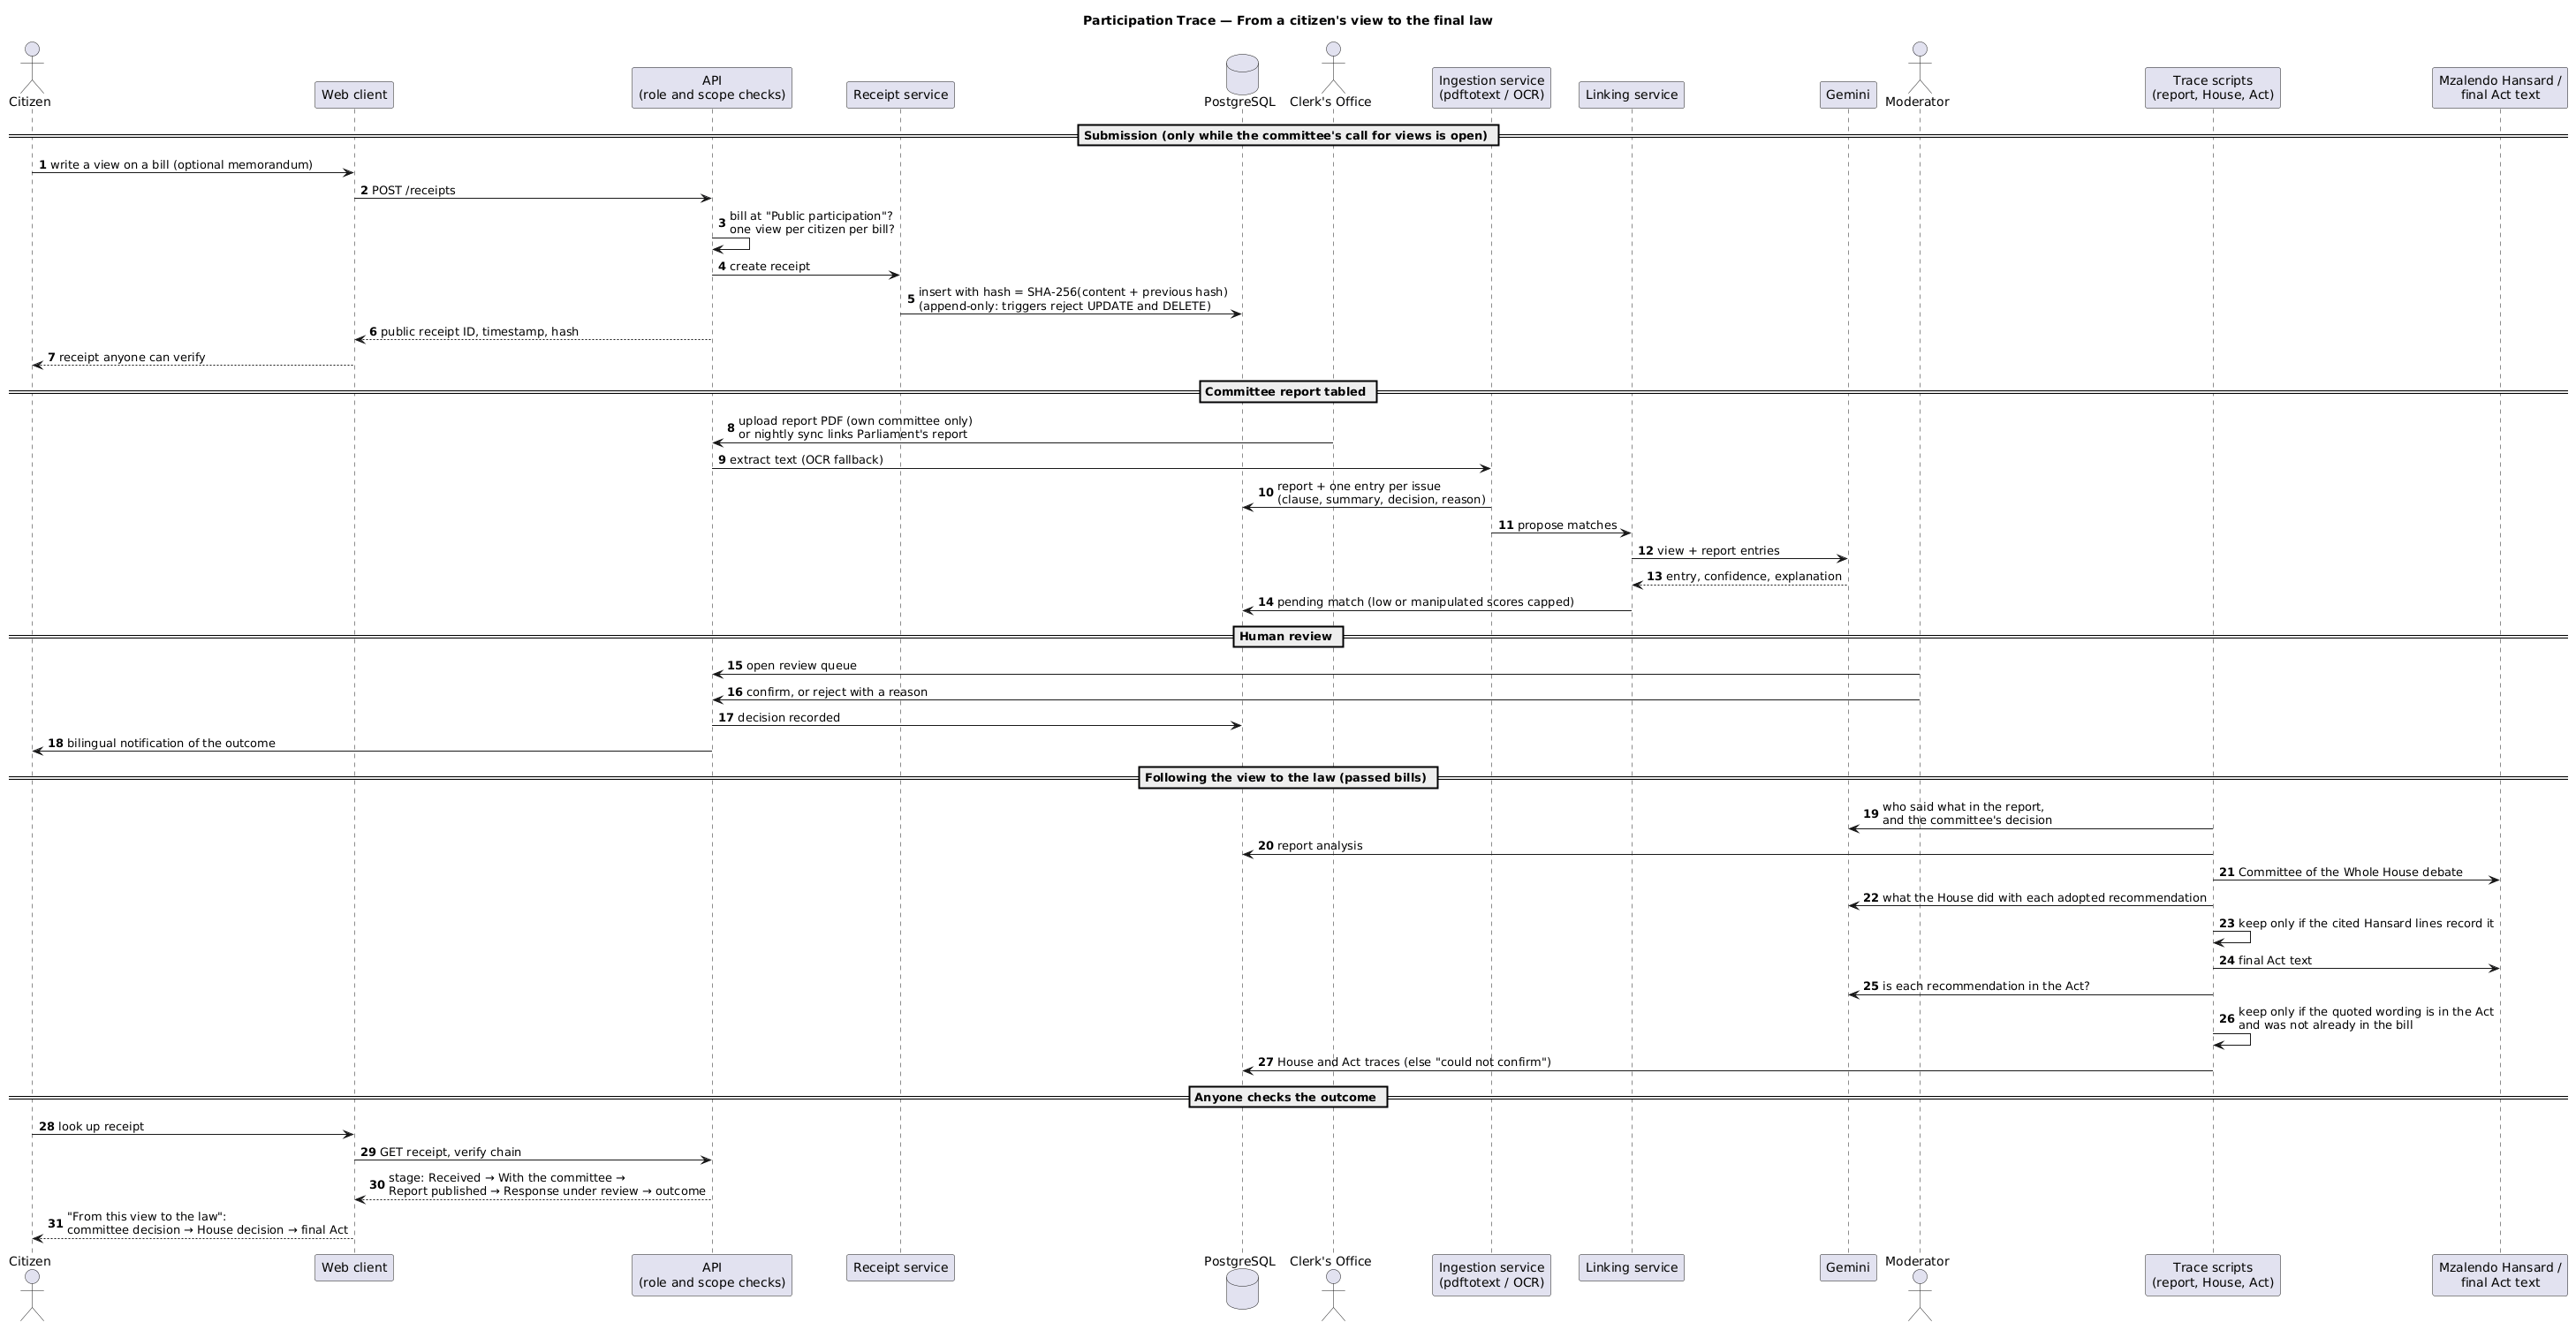 Participation Trace — From a citizen's view to the final law
Citizen
Web client
API
(role and scope checks)
Receipt service
PostgreSQL
Clerk's Office
Ingestion service
(pdftotext / OCR)
Linking service
Gemini
Moderator
Trace scripts
(report, House, Act)
Mzalendo Hansard /
final Act text
Submission (only while the committee's call for views is open)
1 write a view on a bill (optional memorandum)
2 POST /receipts
3 bill at "Public participation"?
one view per citizen per bill?
4 create receipt
5 insert with hash = SHA-256(content + previous hash)
(append-only: triggers reject UPDATE and DELETE)
6 public receipt ID, timestamp, hash
7 receipt anyone can verify
Committee report tabled
8 upload report PDF (own committee only)
or nightly sync links Parliament's report
9 extract text (OCR fallback)
10 report + one entry per issue
(clause, summary, decision, reason)
11 propose matches
12 view + report entries
13 entry, confidence, explanation
14 pending match (low or manipulated scores capped)
Human review
15 open review queue
16 confirm, or reject with a reason
17 decision recorded
18 bilingual notification of the outcome
Following the view to the law (passed bills)
19 who said what in the report,
and the committee's decision
20 report analysis
21 Committee of the Whole House debate
22 what the House did with each adopted recommendation
23 keep only if the cited Hansard lines record it
24 final Act text
25 is each recommendation in the Act?
26 keep only if the quoted wording is in the Act
and was not already in the bill
27 House and Act traces (else "could not confirm")
Anyone checks the outcome
28 look up receipt
29 GET receipt, verify chain
30 stage: Received → With the committee →
Report published → Response under review → outcome
31 "From this view to the law":
committee decision → House decision → final Act
Citizen
Web client
API
(role and scope checks)
Receipt service
PostgreSQL
Clerk's Office
Ingestion service
(pdftotext / OCR)
Linking service
Gemini
Moderator
Trace scripts
(report, House, Act)
Mzalendo Hansard /
final Act text